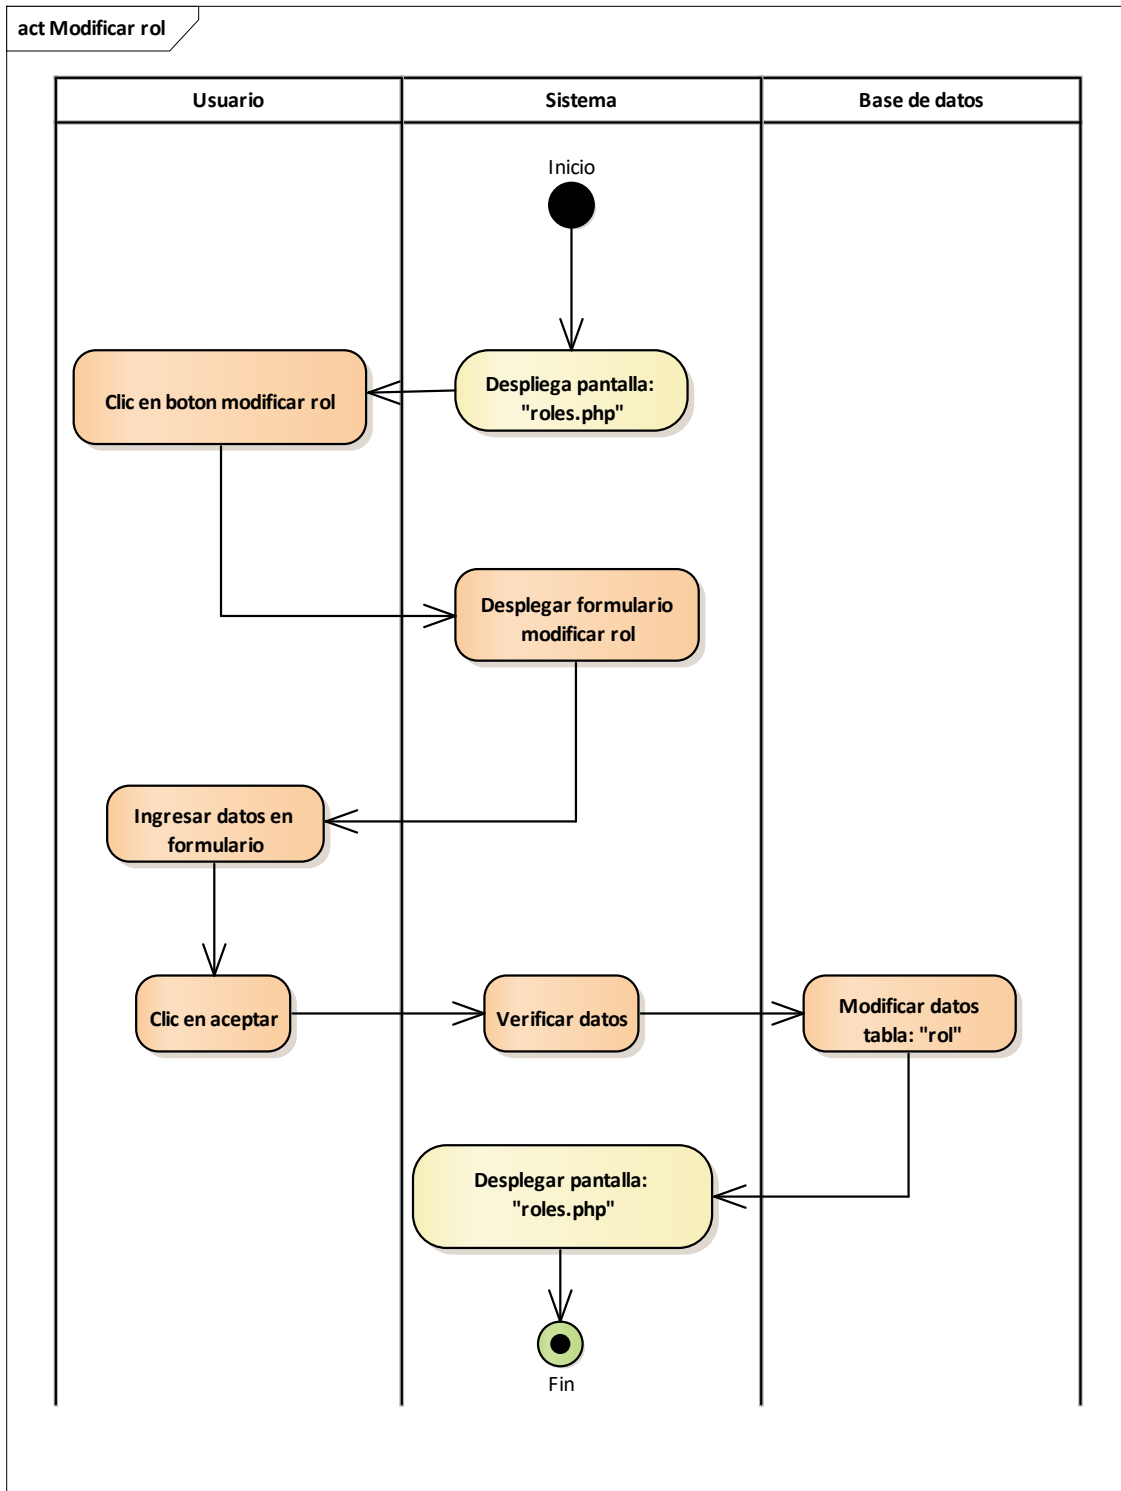 act Modificar rol
Usuario
Sistema
Base de datos
Inicio
Despliega pantalla:
"roles.php"
Clic en boton modificar rol
Desplegar formulario
modificar rol
Ingresar datos en
formulario
Clic en aceptar
Verificar datos
Modificar datos
tabla: "rol"
Desplegar pantalla:
"roles.php"
Fin